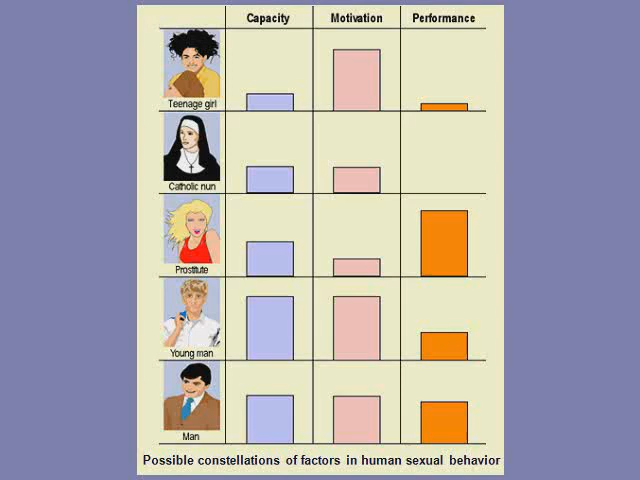 Capacity Motivation Performance
Teenage girl
Catholic nun
Prostitute
Young man
Man
Possible constellations of factors in human sexual behavior